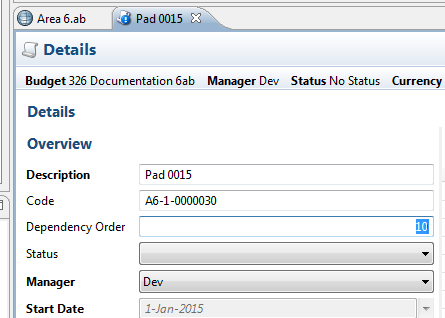 Area 6.ab Pad 0015
Details
Budget 326 Documentation 6ab Manager Dev Status No Status Currency
Details
Overview
Description Pad 0015
Code A6-1-0000030
Dependency Order 10
Status
Manager Dev
Start Date 1-Jan-2015